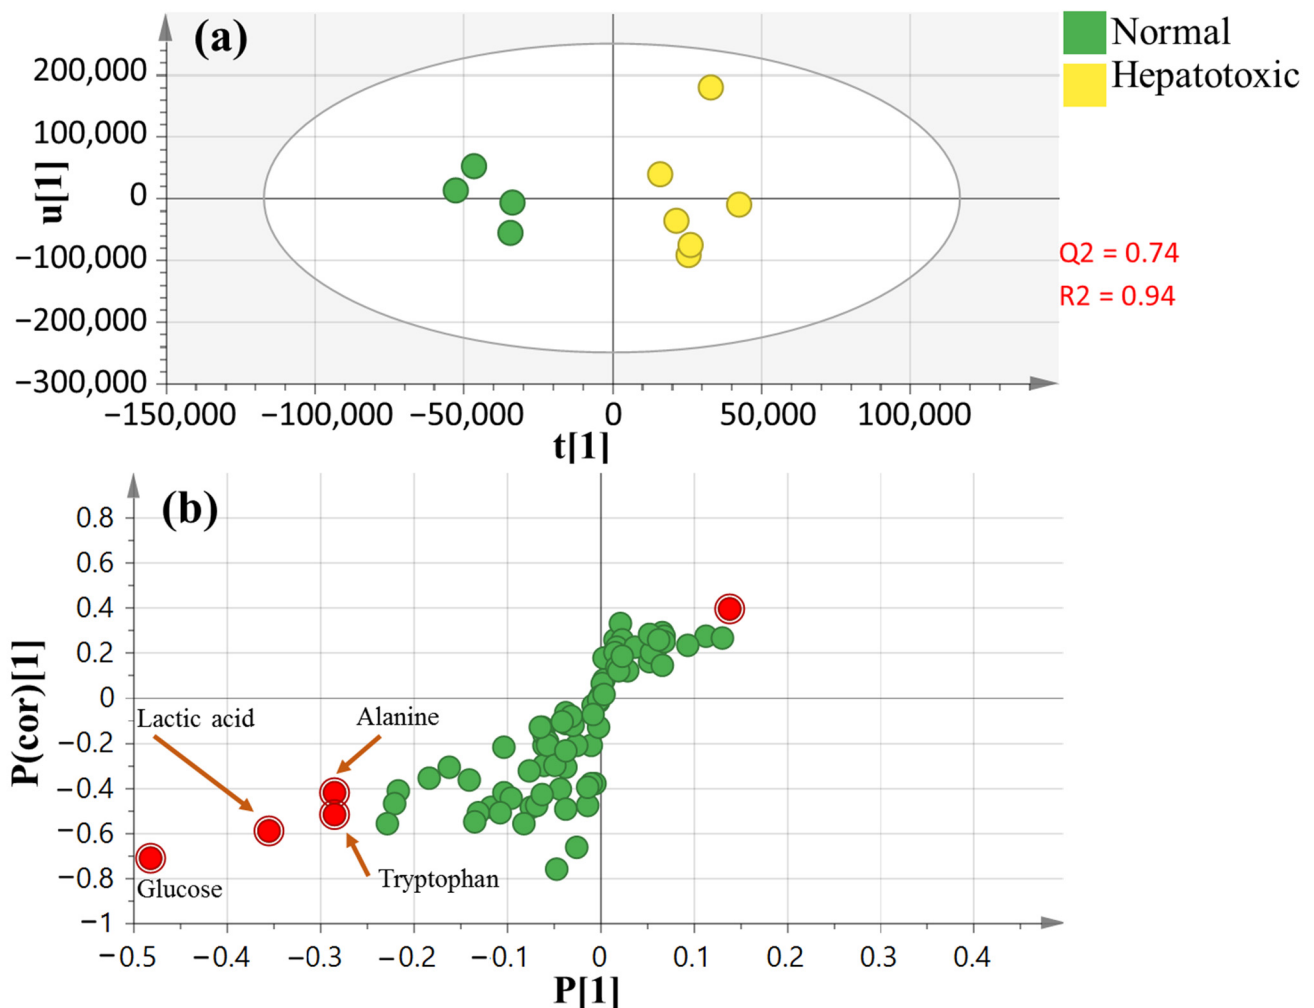 (a)
Normal
Hepatotoxic
200,000
100,000
0
−100,000
−200,000
−300,000
u[1]
Q2 = 0.74
R2 = 0.94
−150,000 −100,000 −50,000 0 50,000 100,000
t[1]
(b)
0.8
0.6
0.4
0.2
0
−0.2
−0.4
−0.6
−0.8
−1
P(cor)[1]
Lactic acid
Alanine
Tryptophan
Glucose
−0.5 −0.4 −0.3 −0.2 −0.1 0 0.1 0.2 0.3 0.4
P[1]